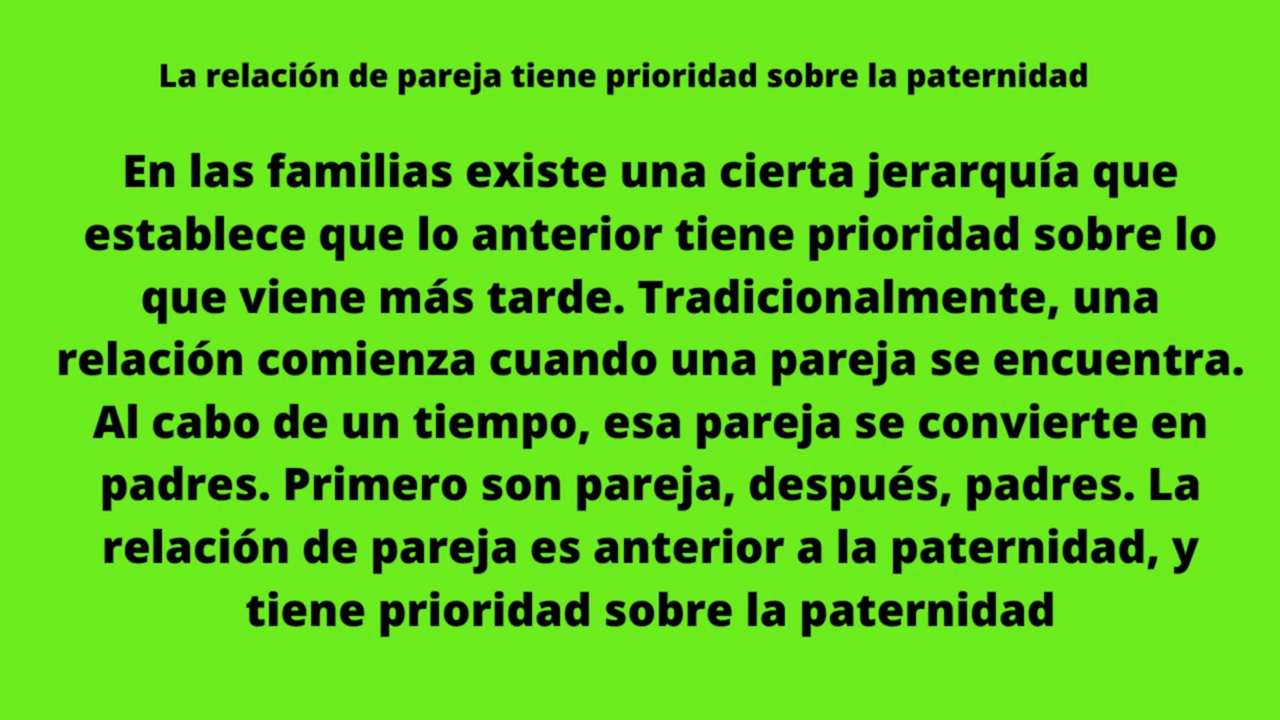 La relación de pareja tiene prioridad sobre la paternidad
En las familias existe una cierta jerarquía que
establece que lo anterior tiene prioridad sobre lo
que viene más tarde. Tradicionalmente, una
relación comienza cuando una pareja se encuentra.
Al cabo de un tiempo, esa pareja se convierte en
padres. Primero son pareja, después, padres. La
relación de pareja es anterior a la paternidad, y
tiene prioridad sobre la paternidad